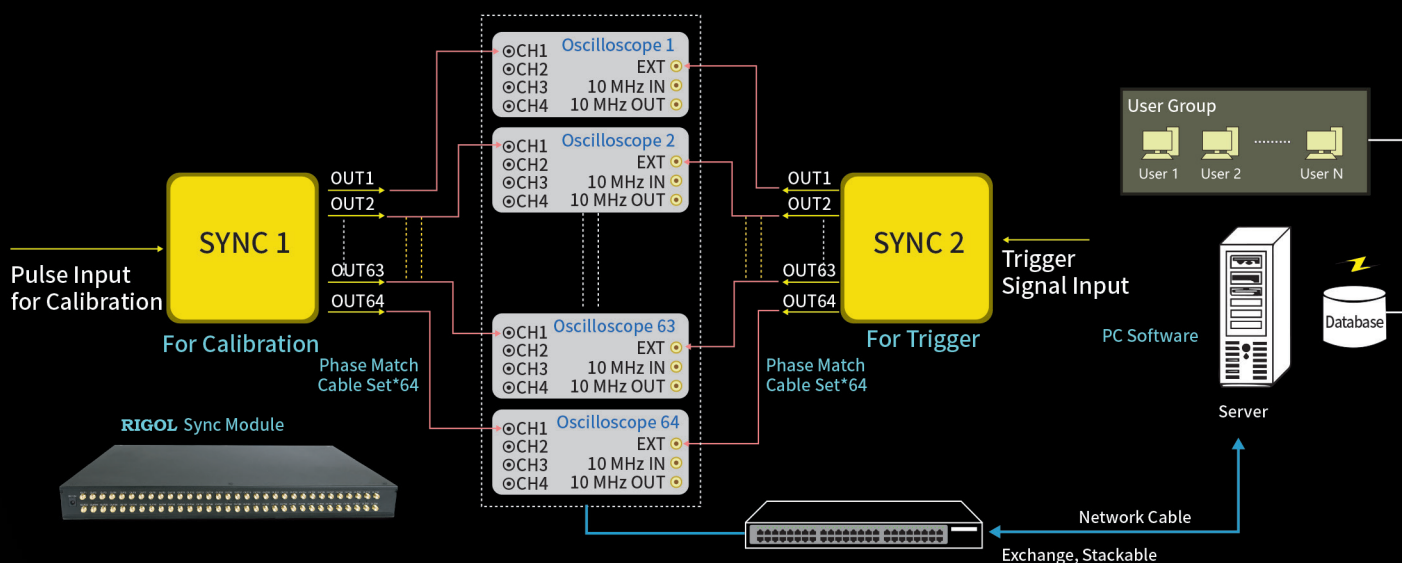 Oscilloscope 1
CH1
CH2
CH3
CH4
EXT
10 MHz IN
10 MHz OUT
Oscilloscope 2
CH1
CH2
CH3
CH4
EXT
10 MHz IN
10 MHz OUT
Oscilloscope 63
CH1
CH2
CH3
CH4
EXT
10 MHz IN
10 MHz OUT
Oscilloscope 64
CH1
CH2
CH3
CH4
EXT
10 MHz IN
10 MHz OUT
Pulse Input
for Calibration
SYNC 1
For Calibration
OUT1
OUT2
OUT63
OUT64
Phase Match
Cable Set*64
RIGOL Sync Module
OUT1
OUT2
OUT63
OUT64
SYNC 2
For Trigger
Phase Match
Cable Set*64
Trigger
Signal Input
User Group
User 1
User 2
User N
PC Software
Server
Database
Network Cable
Exchange, Stackable